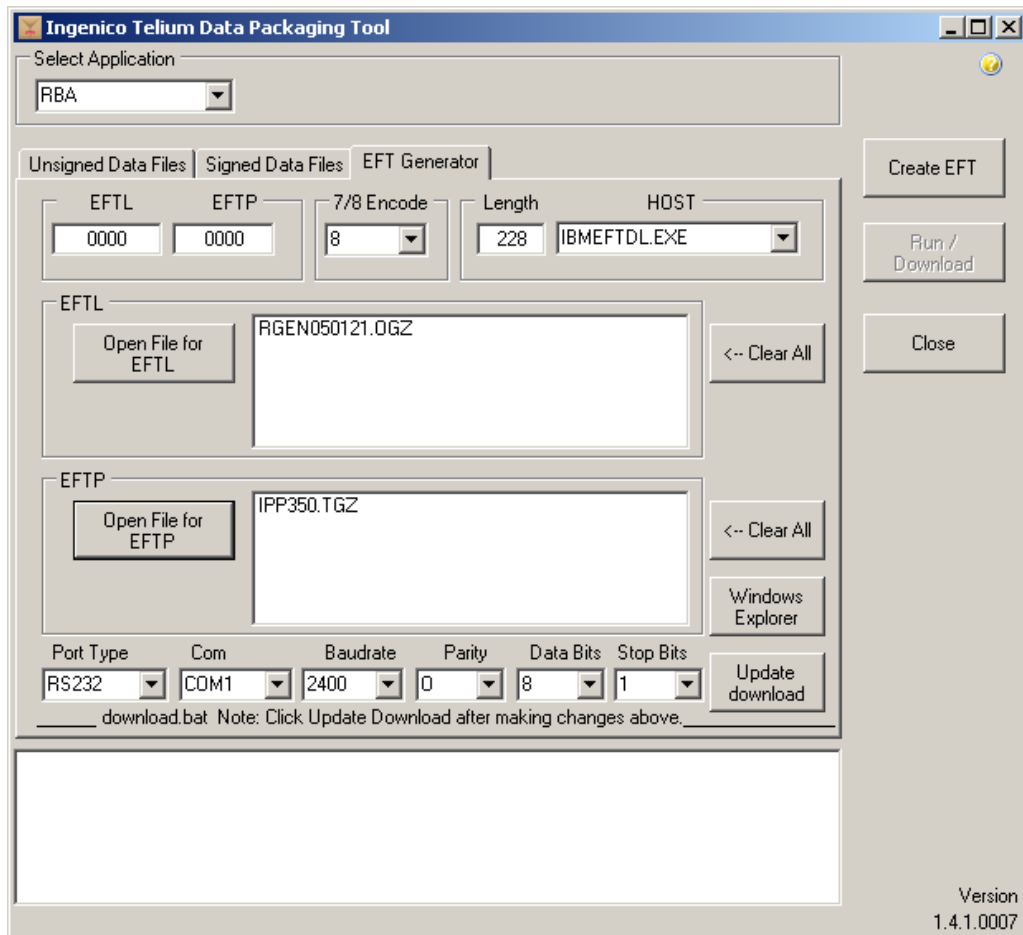 Ingenico Telium Data Packaging Tool
Select Application
RBA
Unsigned Data Files Signed Data Files EFT Generator
Create EFT
EFTL EFTP 7/8 Encode Length HOST
0000 0000 8 228 IBMEFTDL.EXE
Run / Download
EFTL
Open File for EFTL
RGEN050121.OGZ
<-- Clear All
Close
EFTP
Open File for EFTP
IPP350.TGZ
<-- Clear All
Windows Explorer
Port Type Com Baudrate Parity Data Bits Stop Bits
RS232 COM1 2400 O 8 1
Update download
download.bat Note: Click Update Download after making changes above.
Version
1.4.1.0007